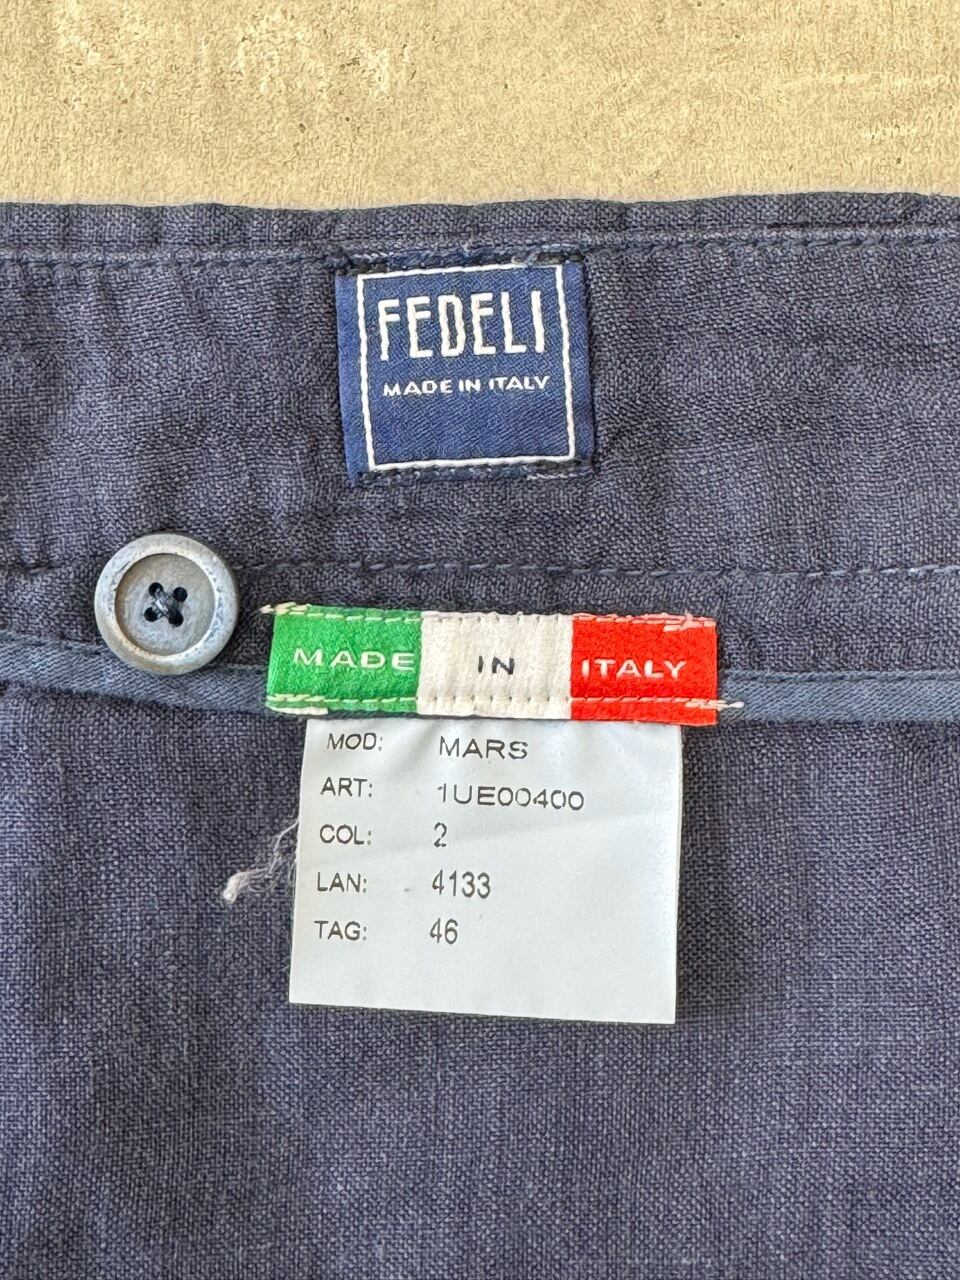 FEDELI
MADE IN ITALY
MADE IN ITALY
MOD: MARS
ART: 1UE00400
COL: 2
LAN: 4133
TAG: 46